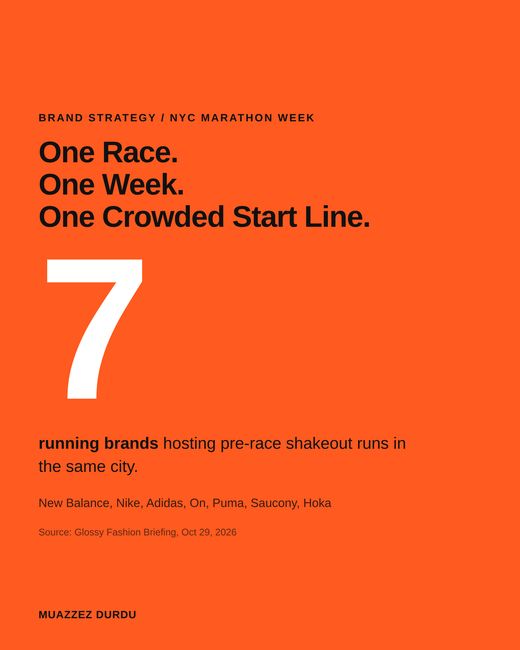 BRAND STRATEGY / NYC MARATHON WEEK
One Race.
One Week.
One Crowded Start Line.
7
running brands hosting pre-race shakeout runs in
the same city.
New Balance, Nike, Adidas, On, Puma, Saucony, Hoka
Source: Glossy Fashion Briefing, Oct 29, 2026
MUAZZEZ DURDU